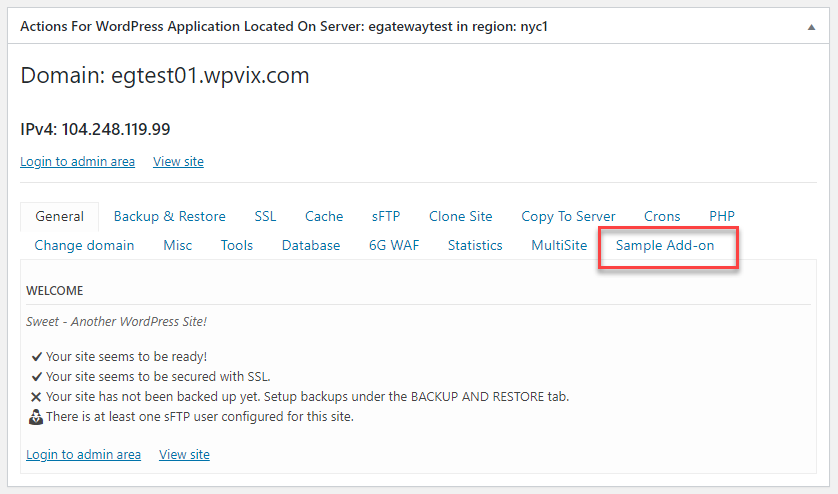 Actions For WordPress Application Located On Server: egatewaytest in region: nyc1
Domain: egtest01.wpvix.com
IPv4: 104.248.119.99
Login to admin area View site
General Backup & Restore SSL Cache sFTP Clone Site Copy To Server Crons PHP
Change domain Misc Tools Database 6G WAF Statistics MultiSite Sample Add-on
WELCOME
Sweet - Another WordPress Site!
Your site seems to be ready!
Your site seems to be secured with SSL.
Your site has not been backed up yet. Setup backups under the BACKUP AND RESTORE tab.
There is at least one sFTP user configured for this site.
Login to admin area View site